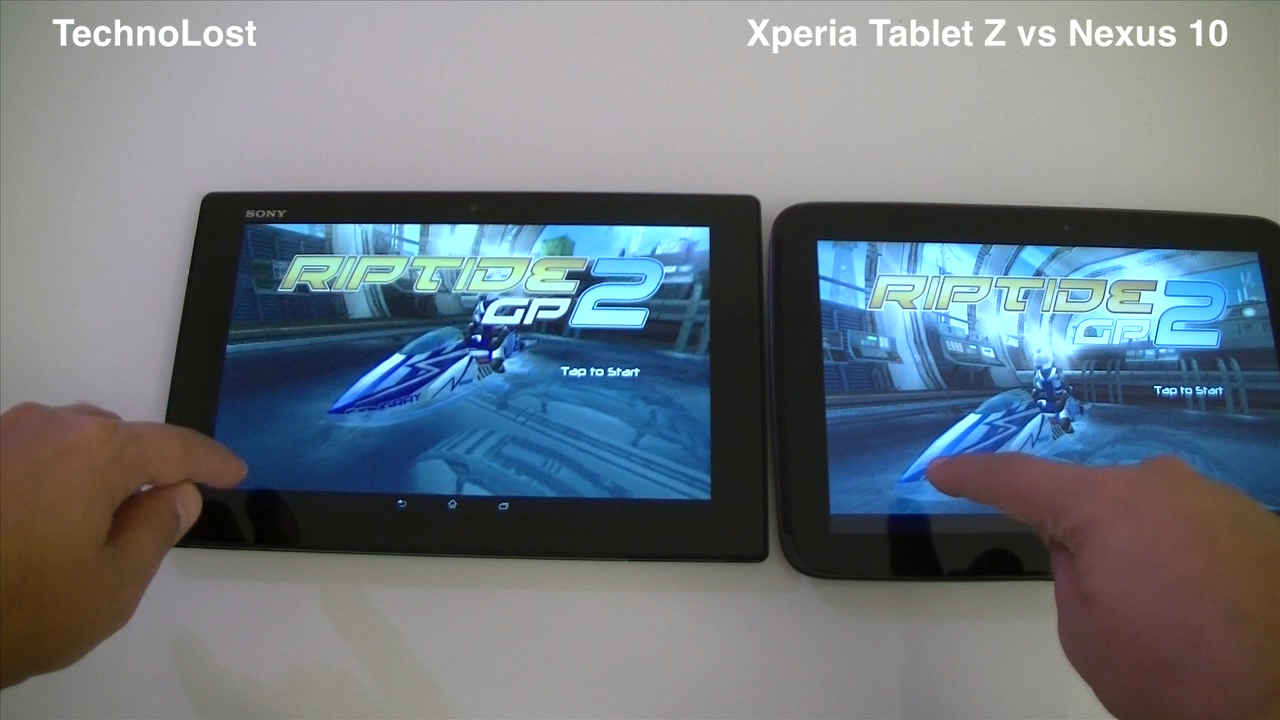 TechnoLost
Xperia Tablet Z vs Nexus 10
SONY
RIPTIDE
GP2
Tap to Start
RIPTIDE
GP2
Tap to Start